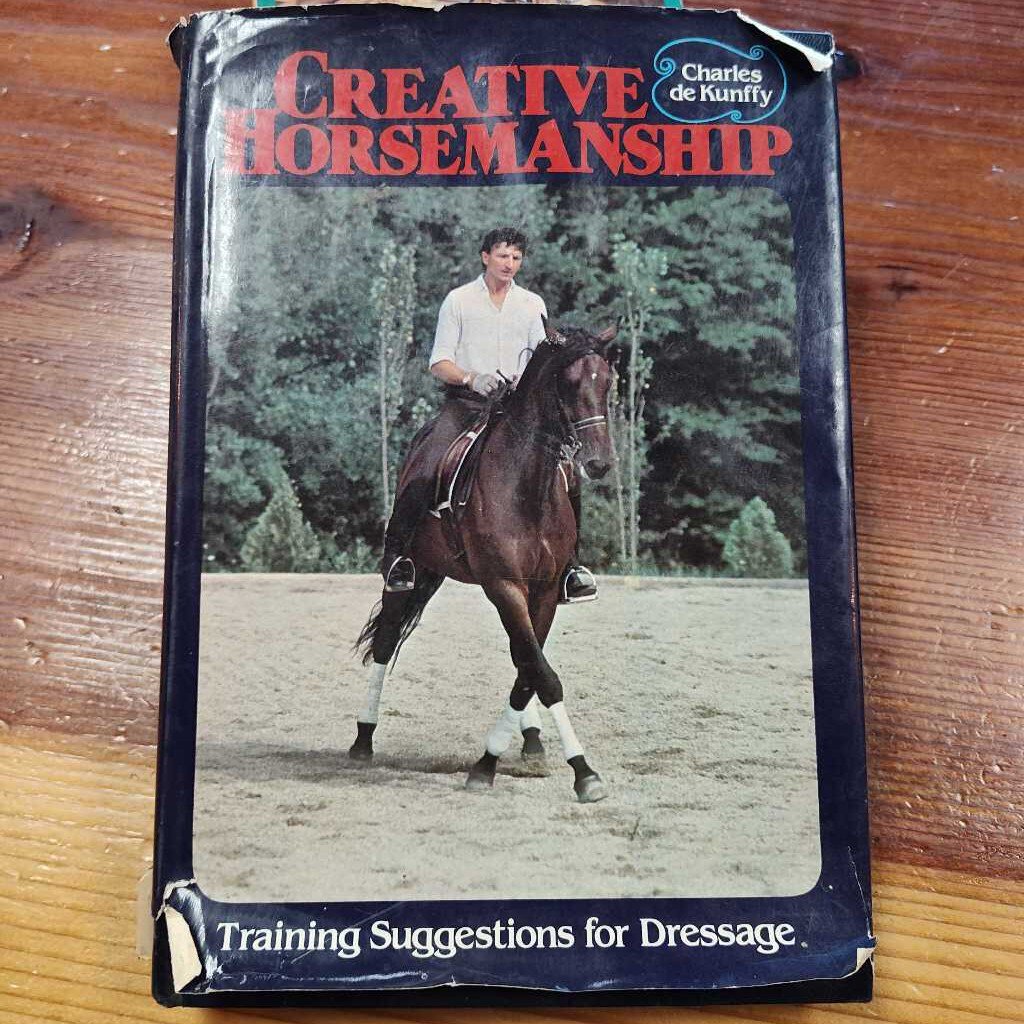 CREATIVE
HORSEMANSHIP
Charles
de Kunffy
Training Suggestions for Dressage